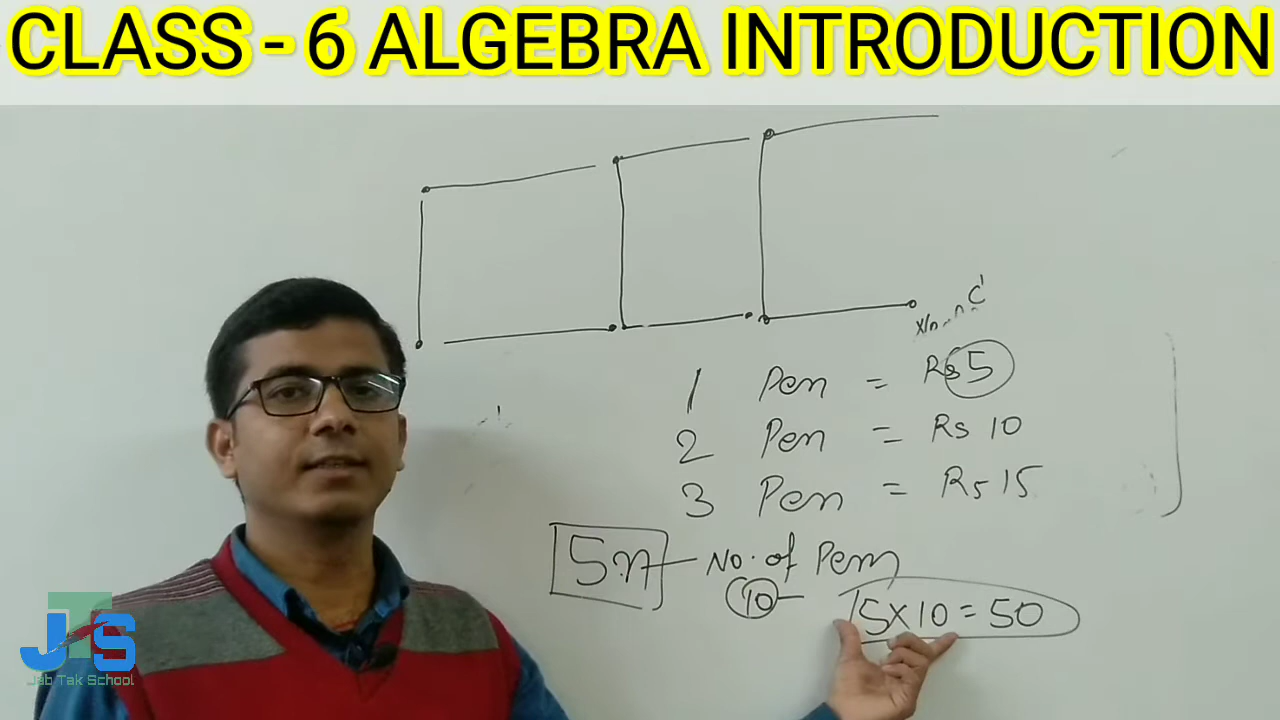 CLASS - 6 ALGEBRA INTRODUCTION
C
1 Pen = Rs 5
2 Pen = Rs 10
3 Pen = Rs 15
5n - No. of Pen
10 - 5x10=50
JTS
Jab Tak School